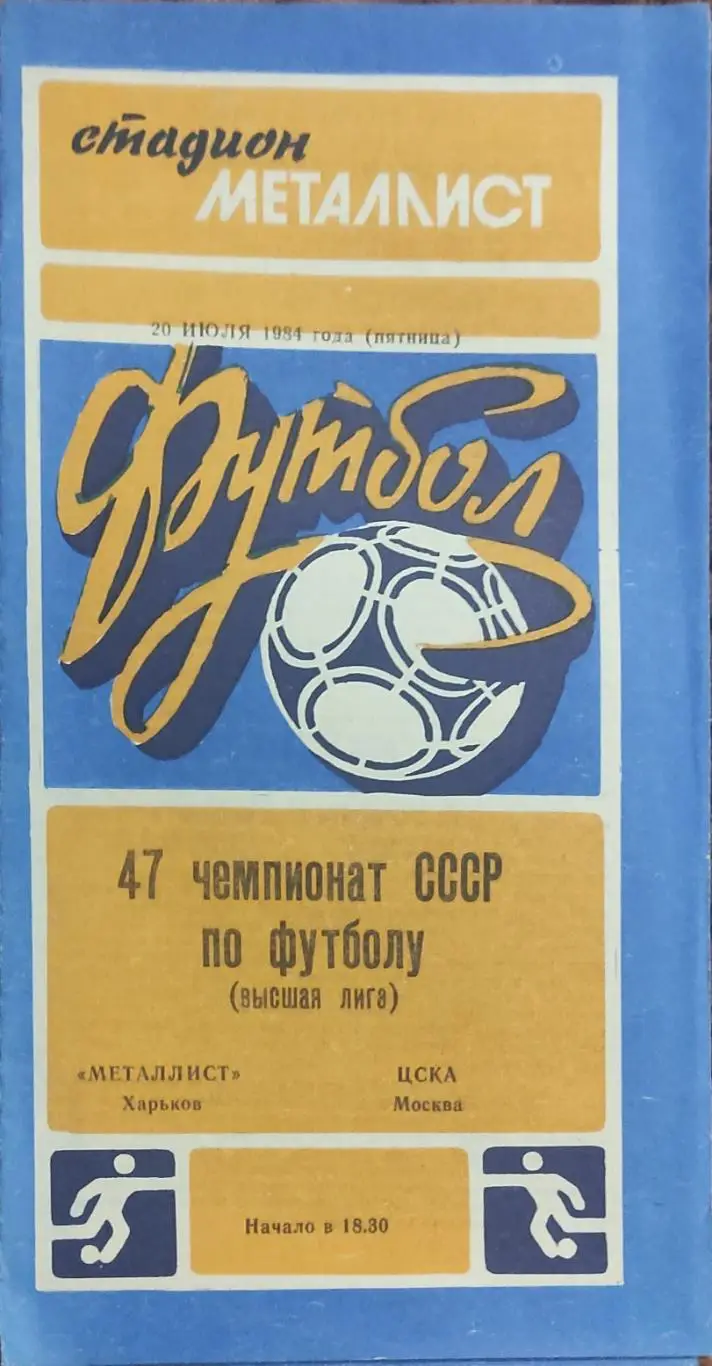 стадион
МЕТАЛЛИСТ
20 ИЮЛЯ 1984 года (пятница)
Футбол
47 чемпионат СССР
по футболу
(высшая лига)
«МЕТАЛЛИСТ» ЦСКА
Харьков Москва
Начало в 18.30